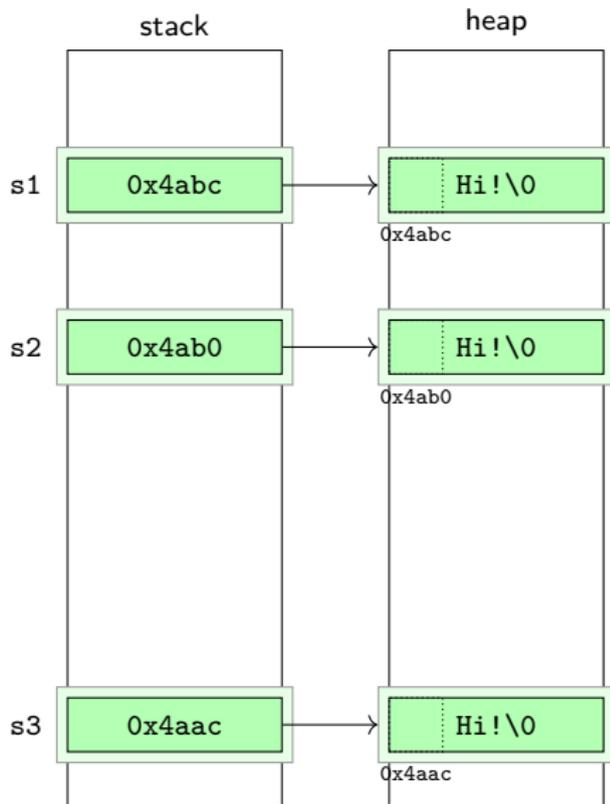 stack heap
s1 0x4abc Hi!\0
0x4abc
s2 0x4ab0 Hi!\0
0x4ab0
s3 0x4aac Hi!\0
0x4aac